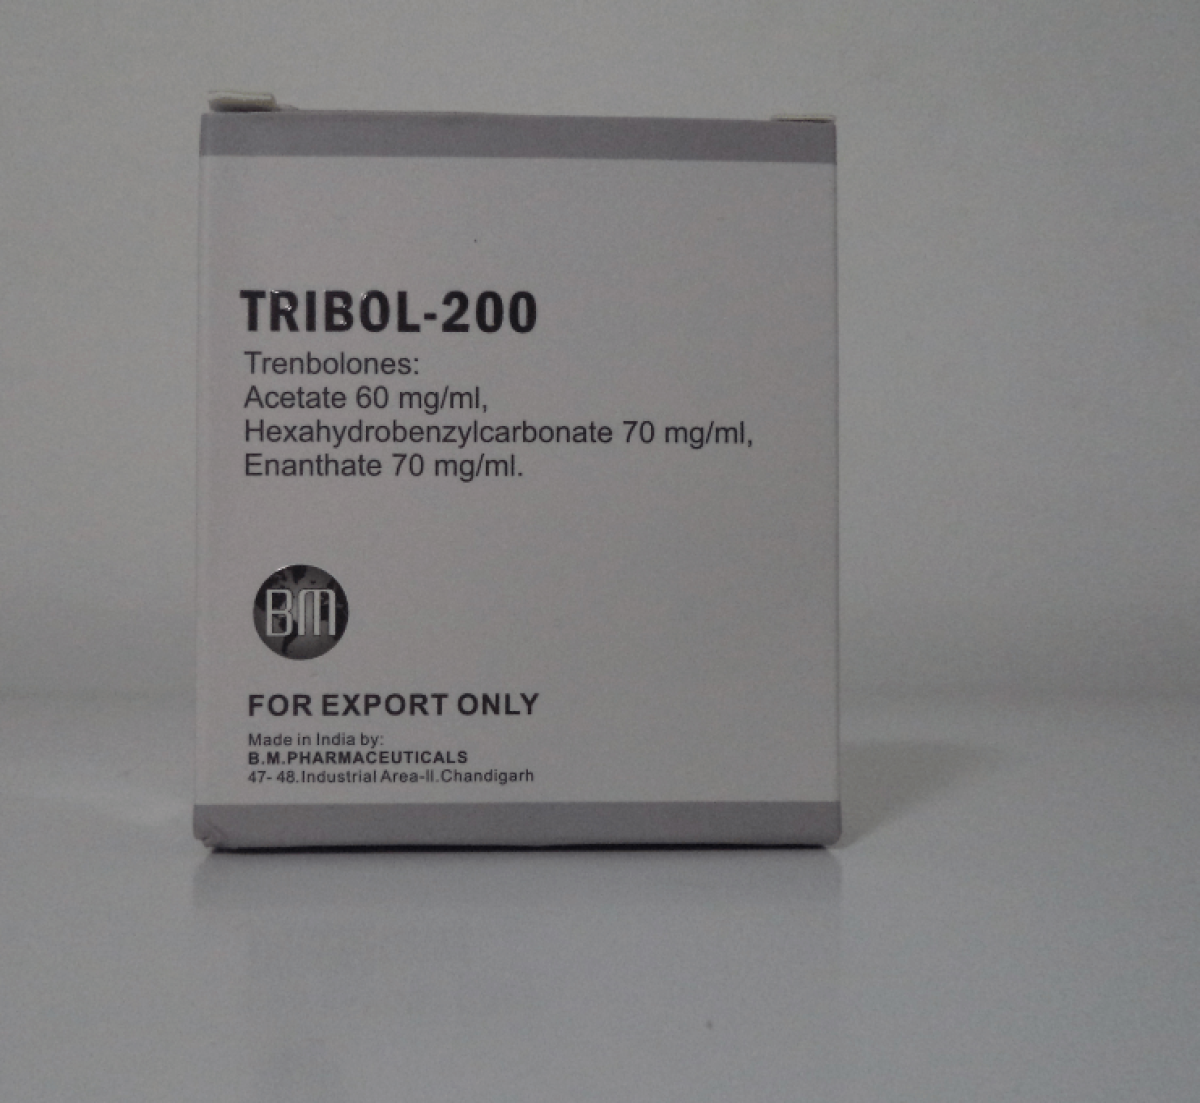 TRIBOL-200
Trenbolones:
Acetate 60 mg/ml,
Hexahydrobenzylcarbonate 70 mg/ml,
Enanthate 70 mg/ml.
BM
FOR EXPORT ONLY
Made in India by:
B.M.PHARMACEUTICALS
47- 48.Industrial Area-II.Chandigarh